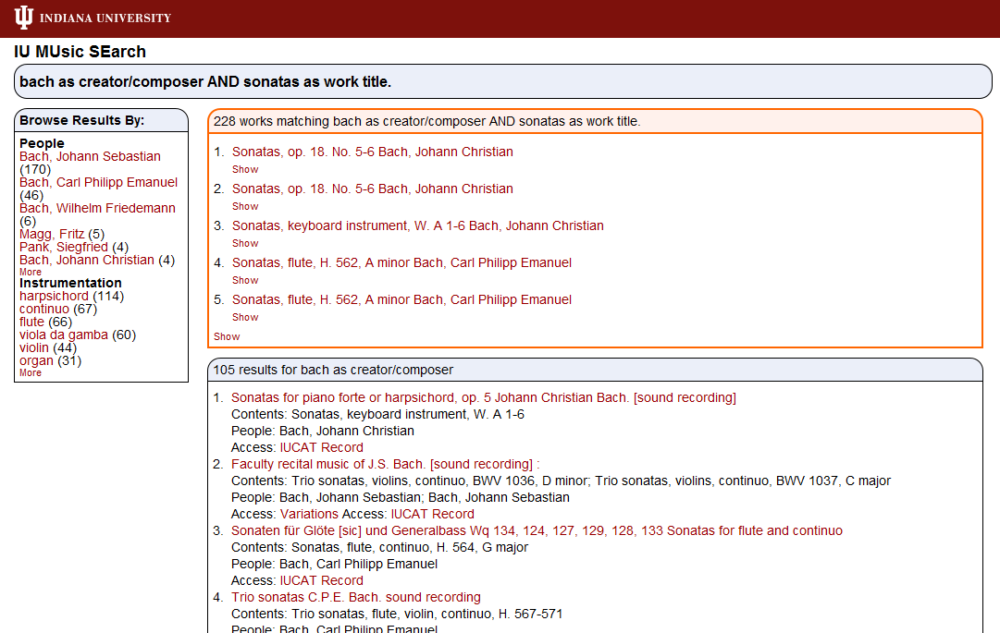 INDIANA UNIVERSITY
IU MUsic SEarch
bach as creator/composer AND sonatas as work title.
Browse Results By:
People
Bach, Johann Sebastian
(170)
Bach, Carl Philipp Emanuel
(46)
Bach, Wilhelm Friedemann
(6)
Magg, Fritz (5)
Pank, Siegfried (4)
Bach, Johann Christian (4)
More
Instrumentation
harpsichord (114)
continuo (67)
flute (66)
viola da gamba (60)
violin (44)
organ (31)
More
228 works matching bach as creator/composer AND sonatas as work title.
1. Sonatas, op. 18. No. 5-6 Bach, Johann Christian
Show
2. Sonatas, op. 18. No. 5-6 Bach, Johann Christian
Show
3. Sonatas, keyboard instrument, W. A 1-6 Bach, Johann Christian
Show
4. Sonatas, flute, H. 562, A minor Bach, Carl Philipp Emanuel
Show
5. Sonatas, flute, H. 562, A minor Bach, Carl Philipp Emanuel
Show
Show
105 results for bach as creator/composer
1. Sonatas for piano forte or harpsichord, op. 5 Johann Christian Bach. [sound recording]
Contents: Sonatas, keyboard instrument, W. A 1-6
People: Bach, Johann Christian
Access: IUCAT Record
2. Faculty recital music of J.S. Bach. [sound recording] :
Contents: Trio sonatas, violins, continuo, BWV 1036, D minor; Trio sonatas, violins, continuo, BWV 1037, C major
People: Bach, Johann Sebastian; Bach, Johann Sebastian
Access: Variations Access: IUCAT Record
3. Sonaten für Glöte [sic] und Generalbass Wq 134, 124, 127, 129, 128, 133 Sonatas for flute and continuo
Contents: Sonatas, flute, continuo, H. 564, G major
People: Bach, Carl Philipp Emanuel
Access: IUCAT Record
4. Trio sonatas C.P.E. Bach. sound recording
Contents: Trio sonatas, flute, violin, continuo, H. 567-571
People: Bach, Carl Philipp Emanuel